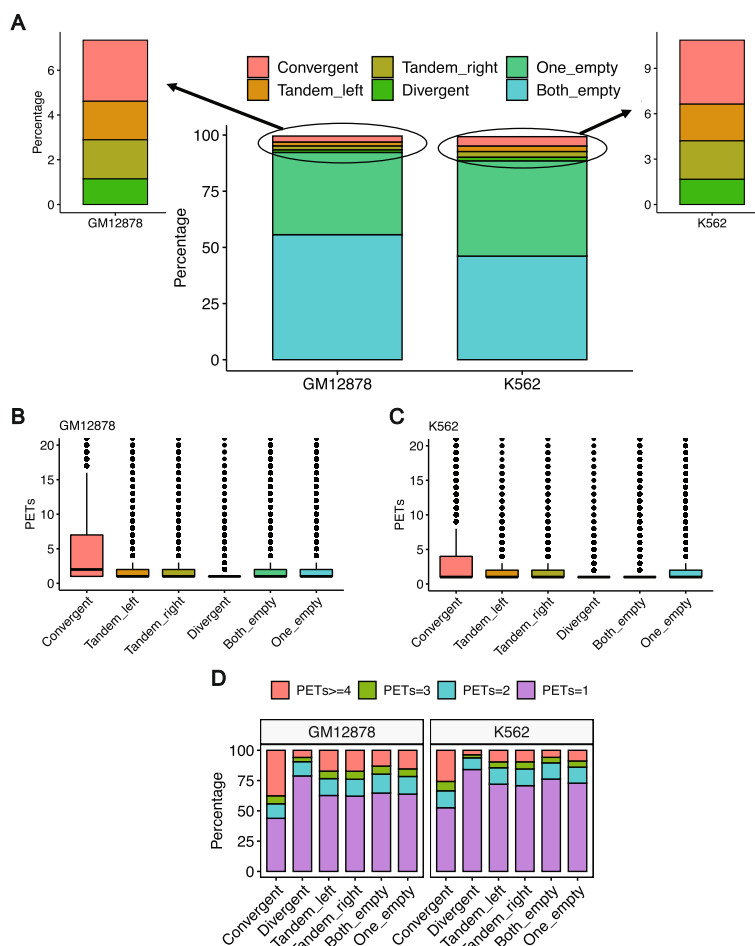 A
Convergent Tandem_right One_empty
Tandem_left Divergent Both_empty
Percentage
6
4
2
0
GM12878
Percentage
100
75
50
25
0
GM12878 K562
9
6
3
0
K562
B
GM12878
PETs
20
15
10
5
0
Convergent Tandem_left Tandem_right Divergent Both_empty One_empty
C
K562
PETs
20
15
10
5
0
Convergent Tandem_left Tandem_right Divergent Both_empty One_empty
D
PETs>=4 PETs=3 PETs=2 PETs=1
GM12878 K562
Percentage
100
75
50
25
0
Convergent Divergent Tandem_left Tandem_right Both_empty One_empty
Convergent Divergent Tandem_left Tandem_right Both_empty One_empty